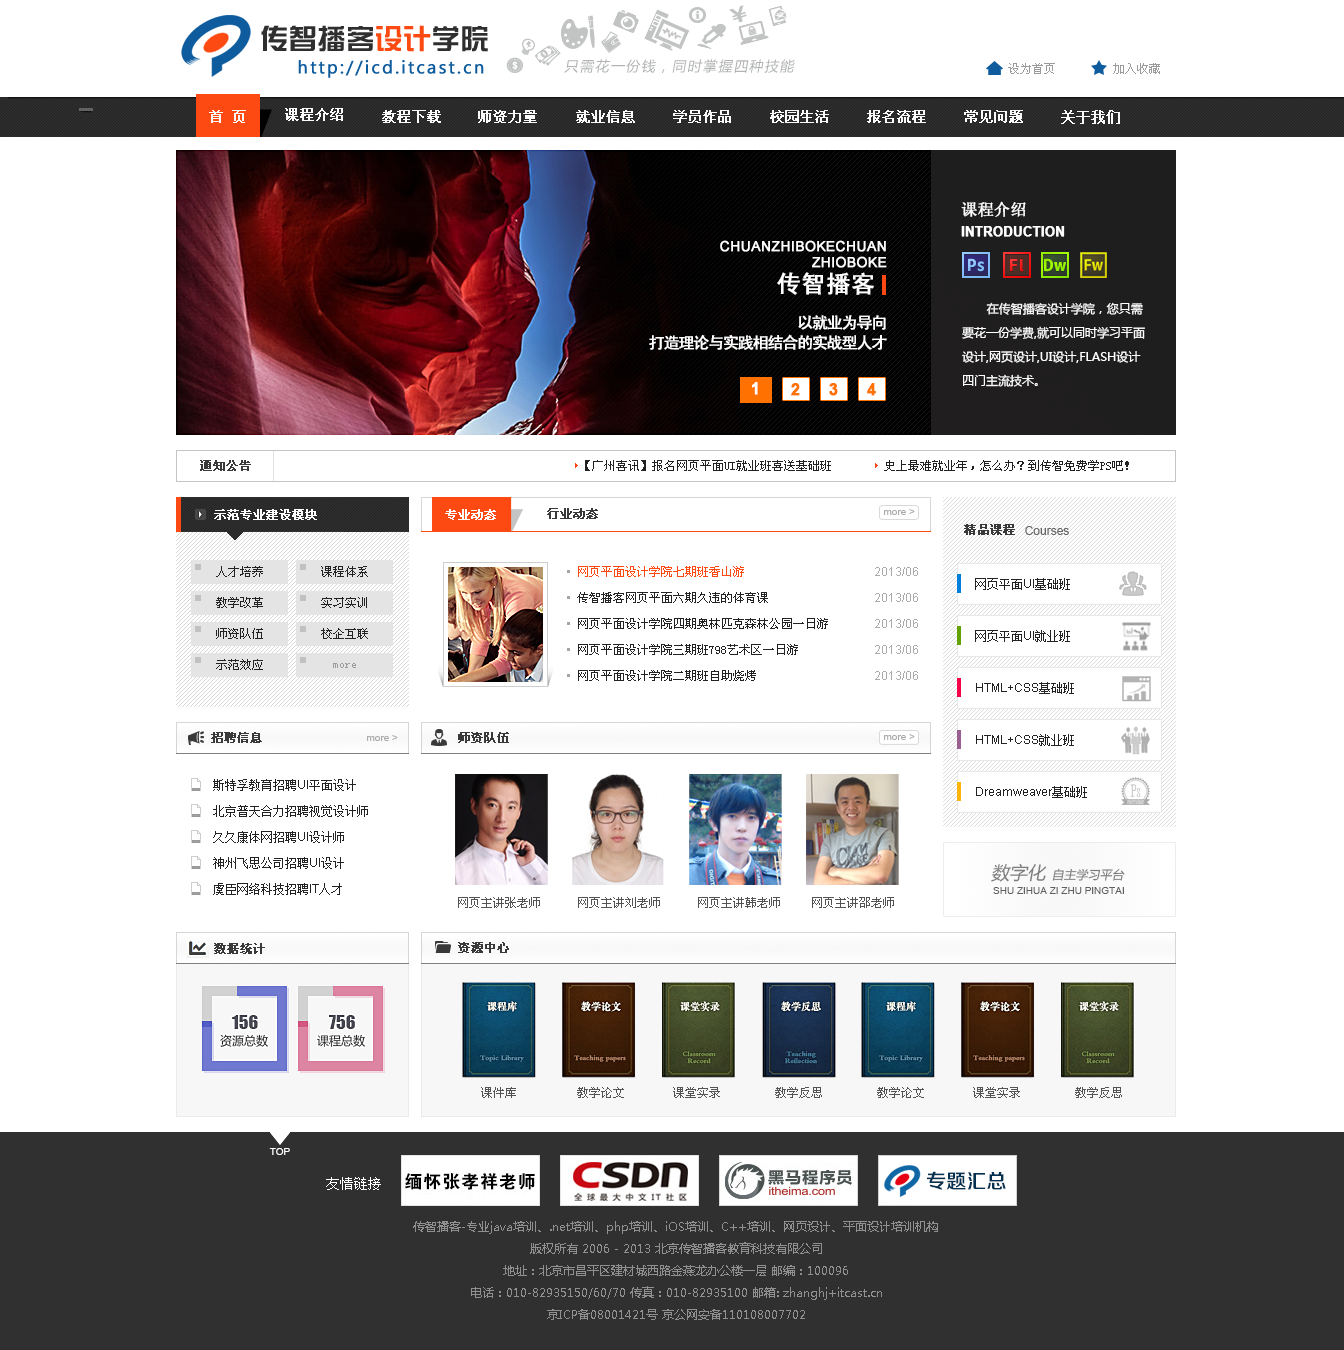 传智播客设计学院
http://icd.itcast.cn
只需花一份钱，同时掌握四种技能
设为首页
加入收藏
首 页
课程介绍
教程下载
师资力量
就业信息
学员作品
校园生活
报名流程
常见问题
关于我们
CHUANZHIBOKECHUAN
ZHIOBOKE
传智播客
以就业为导向
打造理论与实践相结合的实战型人才
1 2 3 4
课程介绍
INTRODUCTION
Ps Fl Dw Fw
在传智播客设计学院，您只需
要花一份学费,就可以同时学习平面
设计,网页设计,UI设计,FLASH设计
四门主流技术。
通知公告
【广州喜讯】报名网页平面UI就业班喜送基础班
史上最难就业年，怎么办？到传智免费学PS吧！
示范专业建设模块
人才培养
课程体系
教学改革
实习实训
师资队伍
校企互联
示范效应
more
专业动态
行业动态
more >
网页平面设计学院七期班香山游 2013/06
传智播客网页平面六期久违的体育课 2013/06
网页平面设计学院四期奥林匹克森林公园一日游 2013/06
网页平面设计学院三期班798艺术区一日游 2013/06
网页平面设计学院二期班自助烧烤 2013/06
精品课程 Courses
网页平面UI基础班
网页平面UI就业班
HTML+CSS基础班
HTML+CSS就业班
Dreamweaver基础班
Ps
招聘信息
more >
斯特孚教育招聘UI平面设计
北京普天合力招聘视觉设计师
久久康体网招聘UI设计师
神州飞思公司招聘UI设计
虞臣网络科技招聘IT人才
师资队伍
more >
网页主讲张老师
网页主讲刘老师
网页主讲韩老师
网页主讲邵老师
数字化 自主学习平台
SHU ZIHUA ZI ZHU PINGTAI
数据统计
156
资源总数
756
课程总数
资源中心
课程库
Topic Library
教学论文
Teaching papers
课堂实录
Classroom
Record
教学反思
Teaching
Reflection
课程库
Topic Library
教学论文
Teaching papers
课堂实录
Classroom
Record
课件库
教学论文
课堂实录
教学反思
教学论文
课堂实录
教学反思
TOP
友情链接
缅怀张孝祥老师
CSDN
全球最大中文IT社区
黑马程序员
itheima.com
专题汇总
传智播客-专业java培训、.net培训、php培训、iOS培训、C++培训、网页设计、平面设计培训机构
版权所有 2006 - 2013 北京传智播客教育科技有限公司
地址：北京市昌平区建材城西路金燕龙办公楼一层 邮编：100096
电话：010-82935150/60/70 传真：010-82935100 邮箱: zhanghj+itcast.cn
京ICP备08001421号 京公网安备110108007702